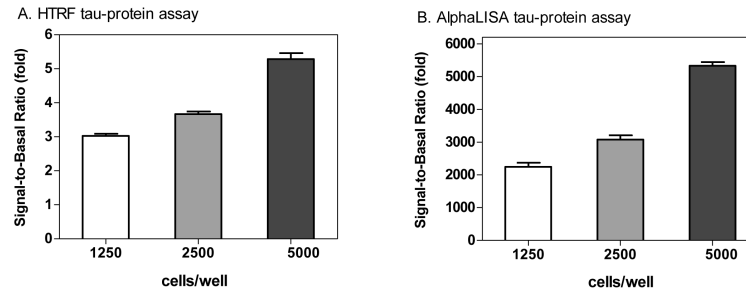 A. HTRF tau-protein assay
Signal-to-Basal Ratio (fold)
6
5
4
3
2
1
0
1250 2500 5000
cells/well
B. AlphaLISA tau-protein assay
Signal-to-Basal Ratio (fold)
6000
5000
4000
3000
2000
1000
0
1250 2500 5000
cells/well